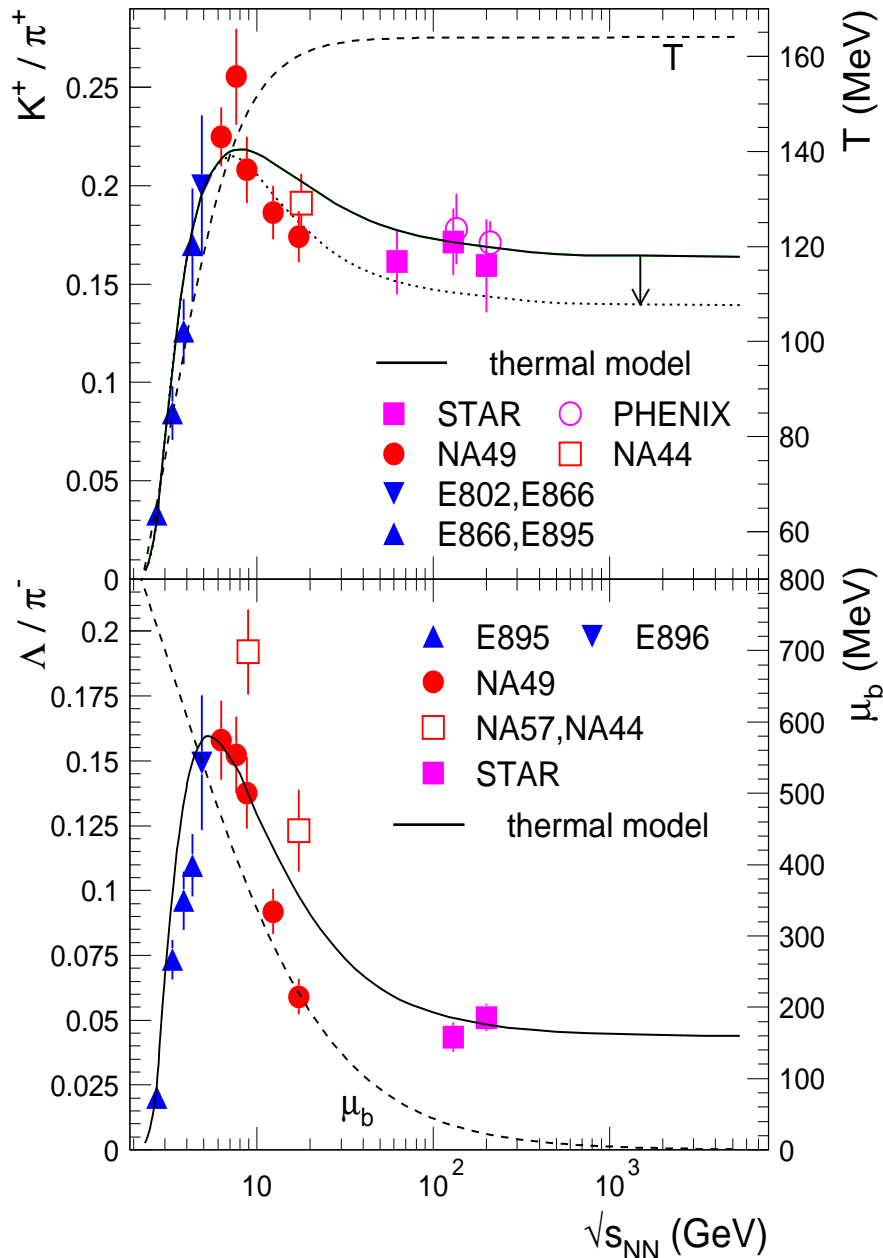 K+ / π+
0.25
0.2
0.15
0.1
0.05
0
T
160
140
120
100
80
60
T (MeV)
thermal model
STAR PHENIX
NA49 NA44
E802,E866
E866,E895
Λ / π-
0.2
0.175
0.15
0.125
0.1
0.075
0.05
0.025
0
800
700
600
500
400
300
200
100
0
μb (MeV)
E895 E896
NA49
NA57,NA44
STAR
thermal model
μb
10 10² 10³
√sNN (GeV)